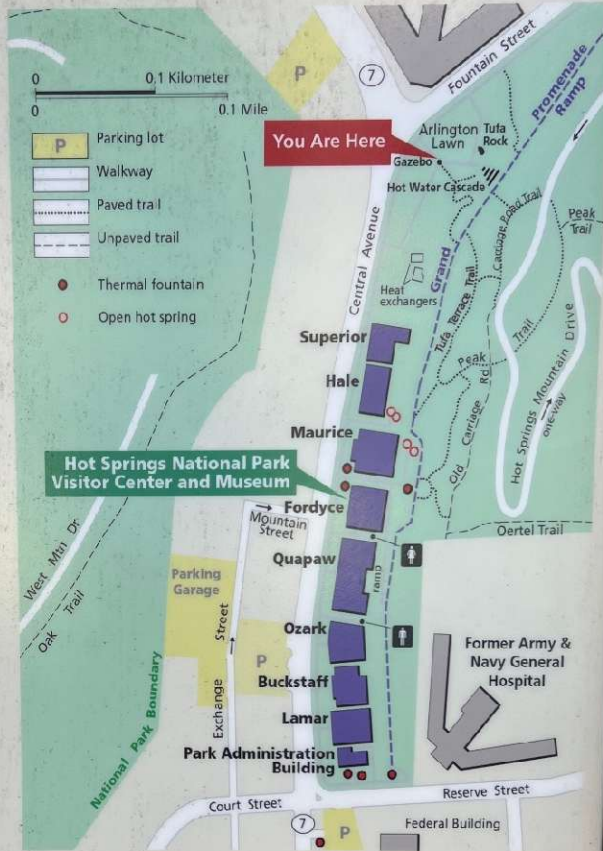 0
0.1 Kilometer
0
0.1 Mile
P
Parking lot
Walkway
Paved trail
Unpaved trail
Thermal fountain
Open hot spring
P
7
Fountain Street
Promenade
Ramp
You Are Here
Arlington
Lawn
Tufa
Rock
Gazebo
Hot Water Cascade
Carriage Road Trail
Peak
Trail
Central Avenue
Grand
Heat
exchangers
Tufa Terrace Trail
Peak
Trail
Old Carriage Rd
Hot Springs Mountain Drive
one-way
Superior
Hale
Maurice
Hot Springs National Park
Visitor Center and Museum
Fordyce
Mountain
Street
Oertel Trail
Quapaw
ramp
West Mtn Dr
Oak Trail
Parking
Garage
P
Exchange Street
Ozark
Former Army &
Navy General
Hospital
Buckstaff
Lamar
Park Administration
Building
National Park Boundary
Court Street
Reserve Street
7
P
Federal Building